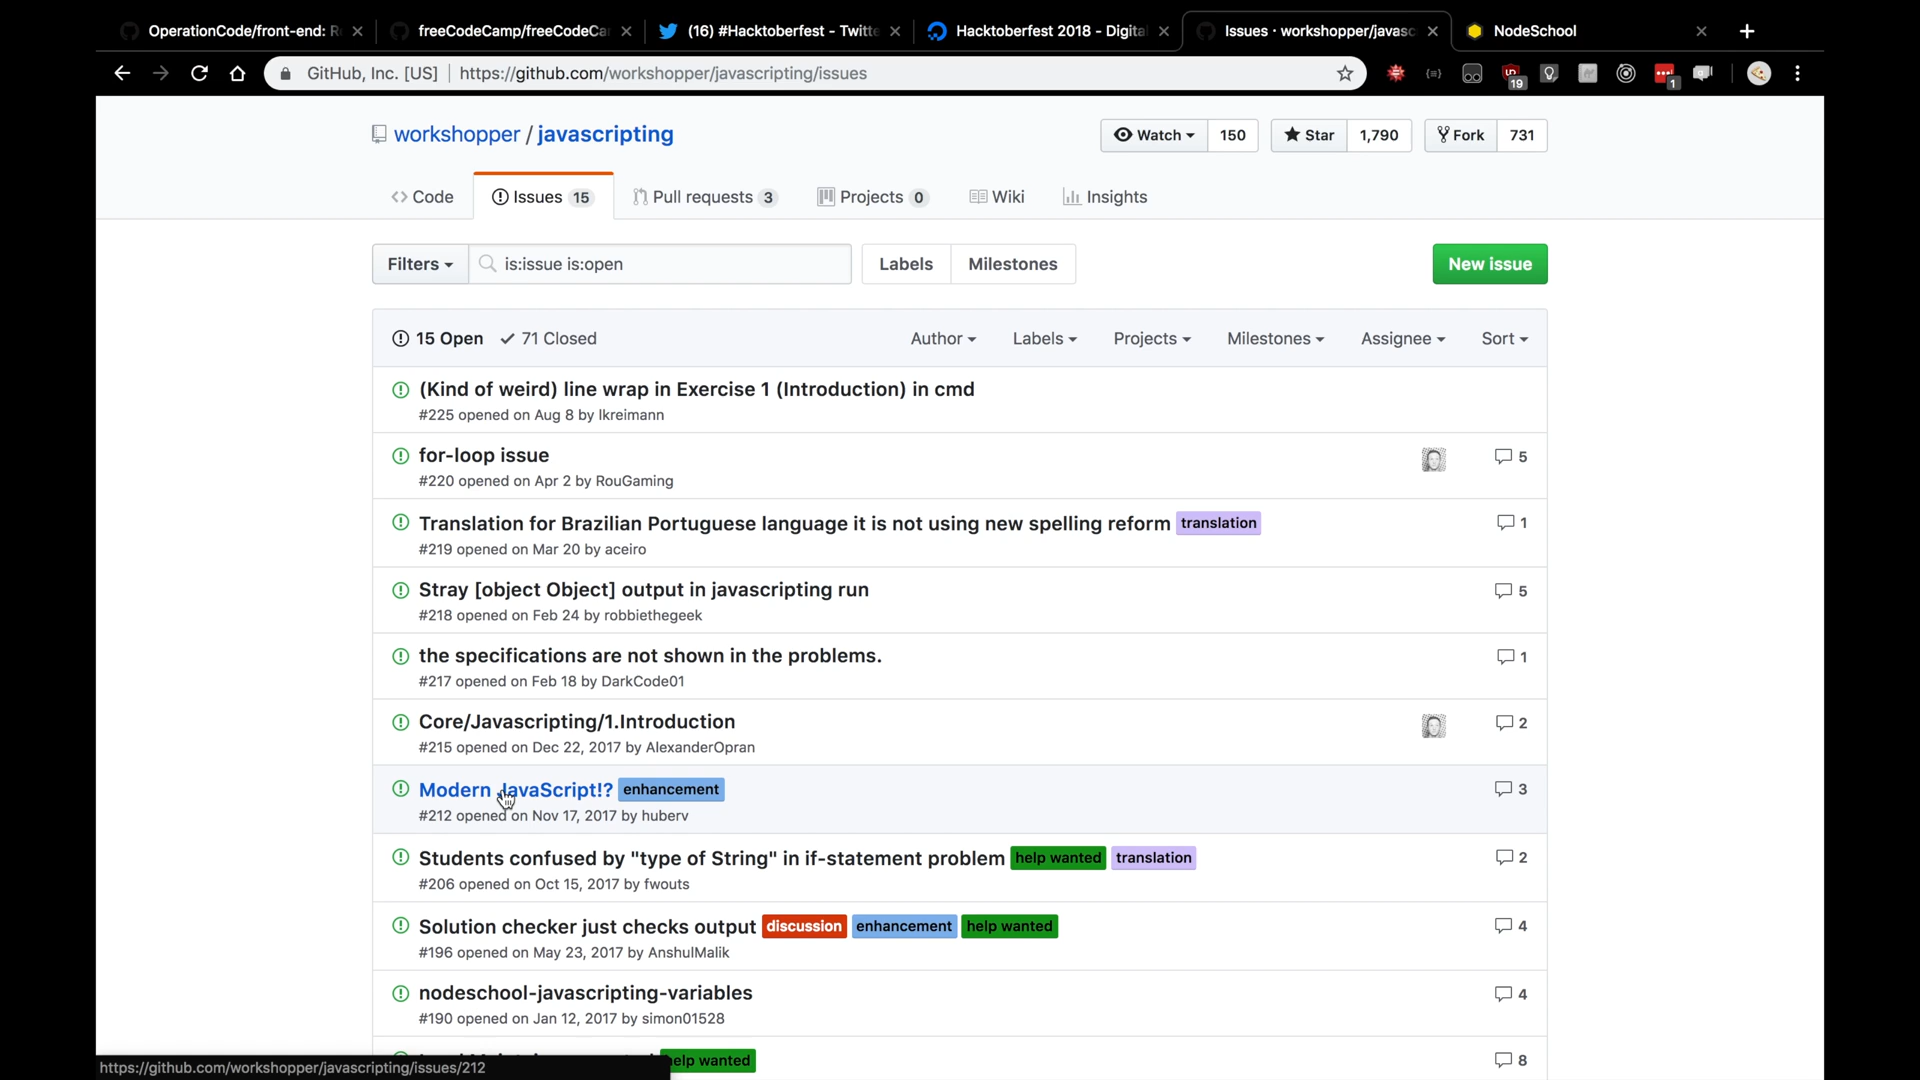 OperationCode/front-end: R
freeCodeCamp/freeCodeCa
(16) #Hacktoberfest - Twitte
Hacktoberfest 2018 - Digita
Issues · workshopper/javasc
NodeSchool
GitHub, Inc. [US]
https://github.com/workshopper/javascripting/issues
19
1
workshopper / javascripting
Watch 150
Star 1,790
Fork 731
Code
Issues 15
Pull requests 3
Projects 0
Wiki
Insights
Filters
is:issue is:open
Labels
Milestones
New issue
15 Open
71 Closed
Author
Labels
Projects
Milestones
Assignee
Sort
(Kind of weird) line wrap in Exercise 1 (Introduction) in cmd
#225 opened on Aug 8 by lkreimann
for-loop issue
5
#220 opened on Apr 2 by RouGaming
Translation for Brazilian Portuguese language it is not using new spelling reform translation
1
#219 opened on Mar 20 by aceiro
Stray [object Object] output in javascripting run
5
#218 opened on Feb 24 by robbiethegeek
the specifications are not shown in the problems.
1
#217 opened on Feb 18 by DarkCode01
Core/Javascripting/1.Introduction
2
#215 opened on Dec 22, 2017 by AlexanderOpran
Modern JavaScript!? enhancement
3
#212 opened on Nov 17, 2017 by huberv
Students confused by "type of String" in if-statement problem help wanted translation
2
#206 opened on Oct 15, 2017 by fwouts
Solution checker just checks output discussion enhancement help wanted
4
#196 opened on May 23, 2017 by AnshulMalik
nodeschool-javascripting-variables
4
#190 opened on Jan 12, 2017 by simon01528
help wanted
8
https://github.com/workshopper/javascripting/issues/212